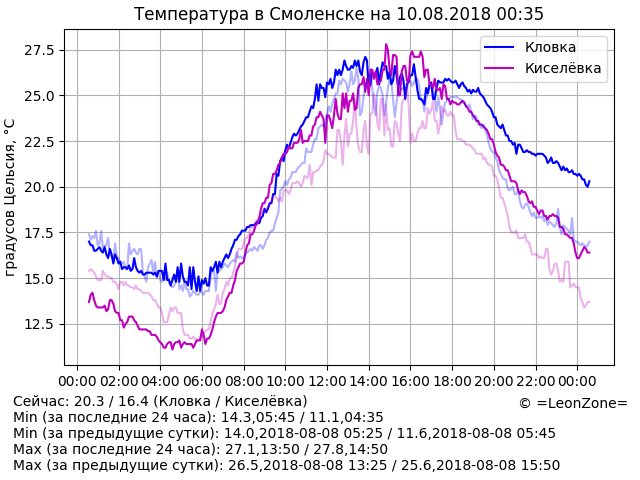 Температура в Смоленске на 10.08.2018 00:35
Кловка
Киселёвка
градусов Цельсия, °C
27.5
25.0
22.5
20.0
17.5
15.0
12.5
00:00 02:00 04:00 06:00 08:00 10:00 12:00 14:00 16:00 18:00 20:00 22:00 00:00
Сейчас: 20.3 / 16.4 (Кловка / Киселёвка)
© =LeonZone=
Min (за последние 24 часа): 14.3,05:45 / 11.1,04:35
Min (за предыдущие сутки): 14.0,2018-08-08 05:25 / 11.6,2018-08-08 05:45
Max (за последние 24 часа): 27.1,13:50 / 27.8,14:50
Max (за предыдущие сутки): 26.5,2018-08-08 13:25 / 25.6,2018-08-08 15:50